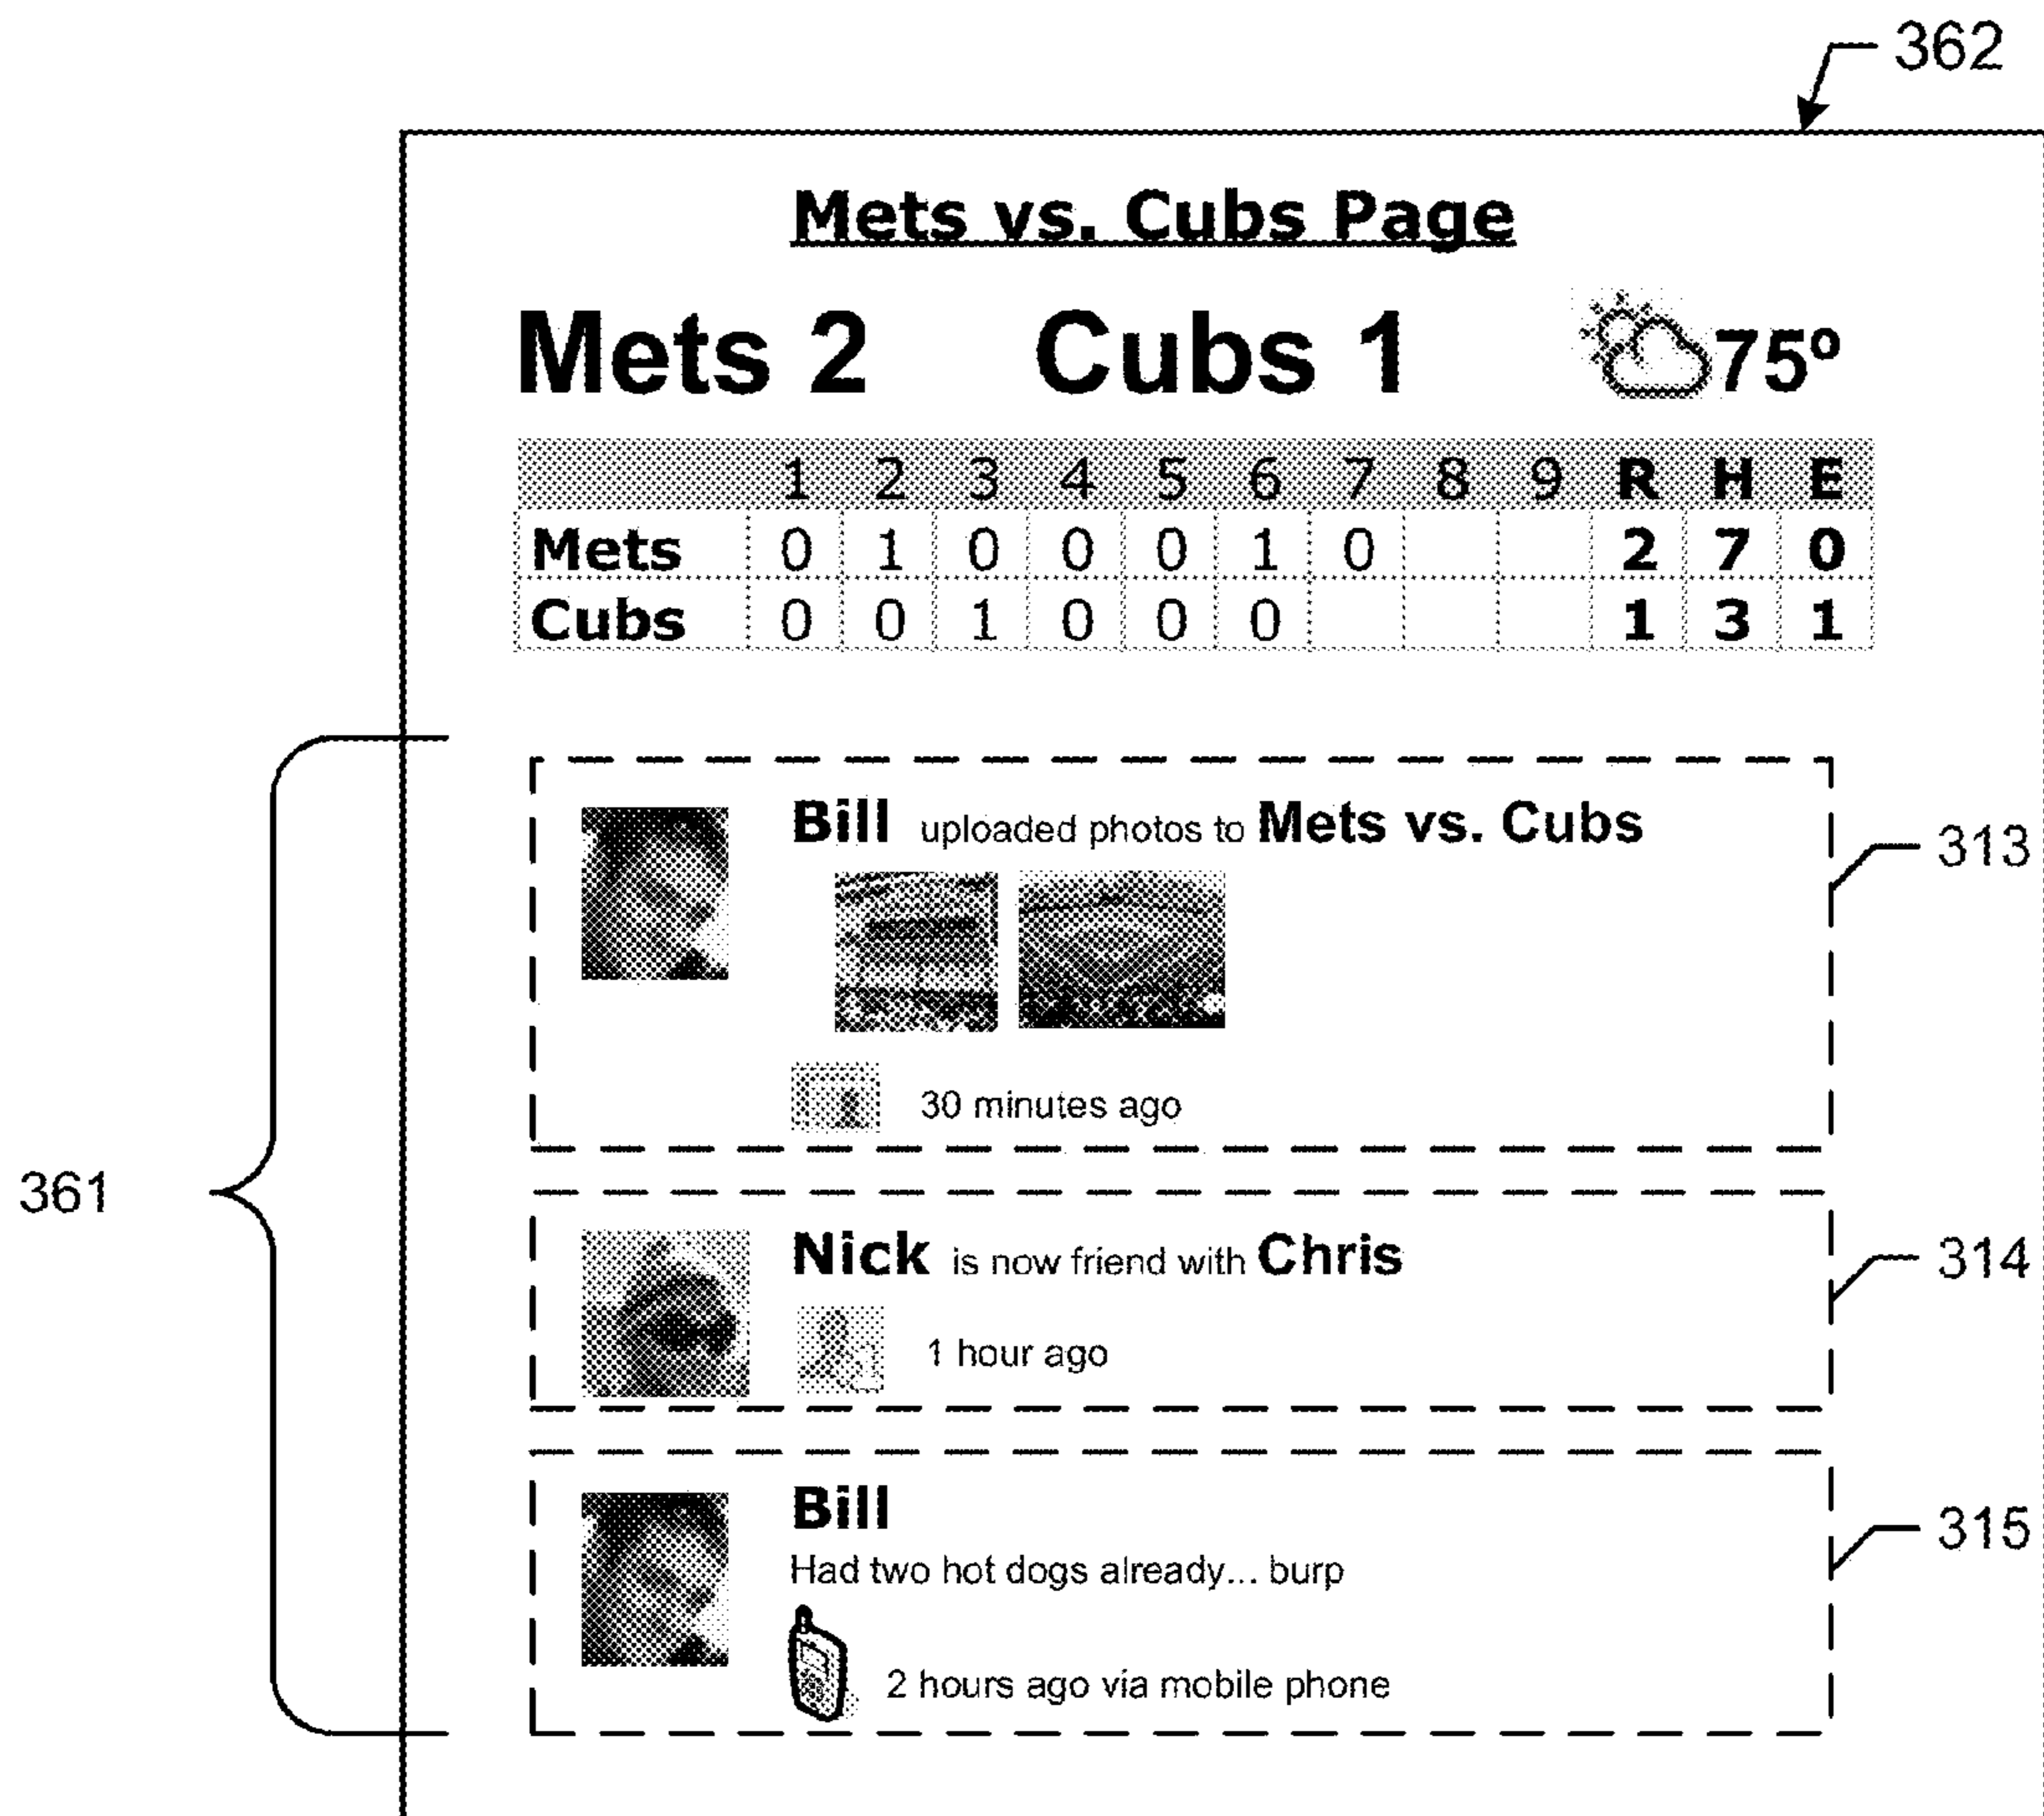 362
Mets vs. Cubs Page
Mets 2 Cubs 1 75º
1 2 3 4 5 6 7 8 9 R H E
Mets 0 1 0 0 0 1 0 2 7 0
Cubs 0 0 1 0 0 0 1 3 1
Bill uploaded photos to Mets vs. Cubs
313
30 minutes ago
361
Nick is now friend with Chris
314
1 hour ago
Bill
315
Had two hot dogs already... burp
2 hours ago via mobile phone